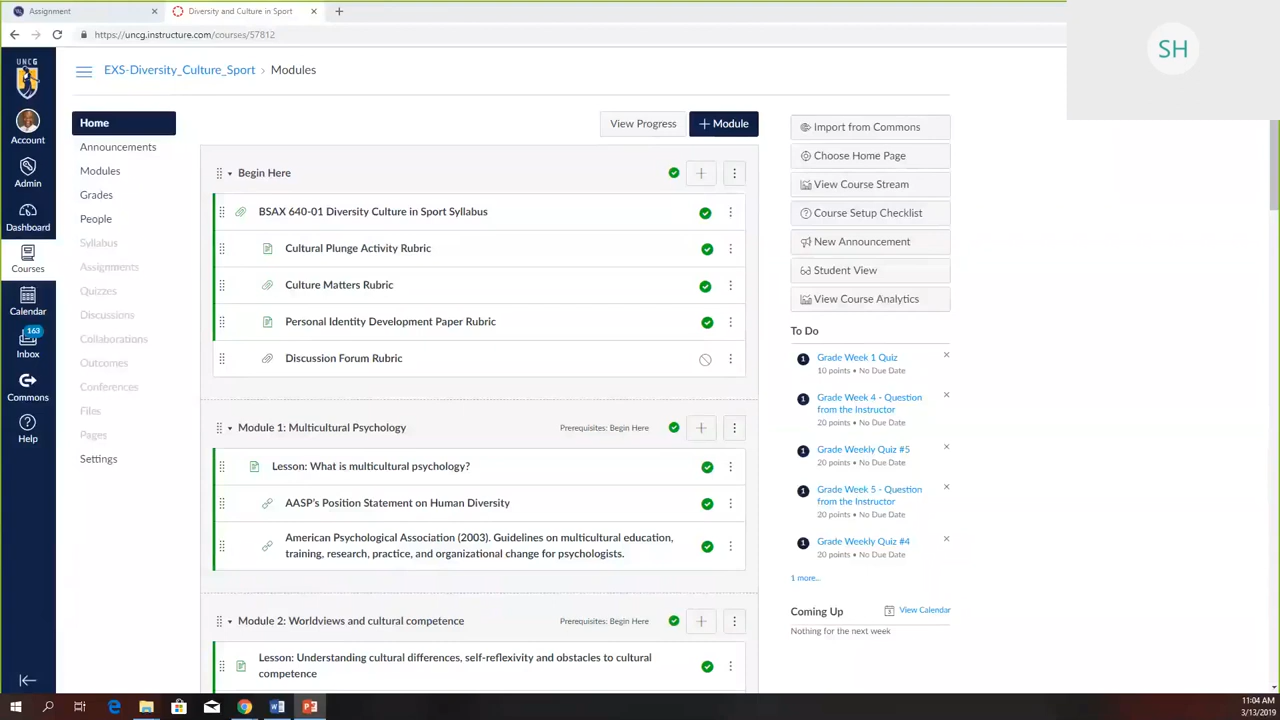 Assignment
Diversity and Culture in Sport
https://uncg.instructure.com/courses/57812
SH
UNCG
Account
Admin
Dashboard
Courses
Calendar
163
Inbox
Commons
Help
EXS-Diversity_Culture_Sport › Modules
Home
Announcements
Modules
Grades
People
Syllabus
Assignments
Quizzes
Discussions
Collaborations
Outcomes
Conferences
Files
Pages
Settings
View Progress
+ Module
Begin Here
BSAX 640-01 Diversity Culture in Sport Syllabus
Cultural Plunge Activity Rubric
Culture Matters Rubric
Personal Identity Development Paper Rubric
Discussion Forum Rubric
Module 1: Multicultural Psychology
Prerequisites: Begin Here
Lesson: What is multicultural psychology?
AASP's Position Statement on Human Diversity
American Psychological Association (2003). Guidelines on multicultural education,
training, research, practice, and organizational change for psychologists.
Module 2: Worldviews and cultural competence
Prerequisites: Begin Here
Lesson: Understanding cultural differences, self-reflexivity and obstacles to cultural
competence
Import from Commons
Choose Home Page
View Course Stream
Course Setup Checklist
New Announcement
Student View
View Course Analytics
To Do
1 Grade Week 1 Quiz
10 points • No Due Date
1 Grade Week 4 - Question
from the Instructor
20 points • No Due Date
1 Grade Weekly Quiz #5
20 points • No Due Date
1 Grade Week 5 - Question
from the Instructor
20 points • No Due Date
1 Grade Weekly Quiz #4
20 points • No Due Date
1 more...
Coming Up
View Calendar
Nothing for the next week
11:04 AM
3/13/2019